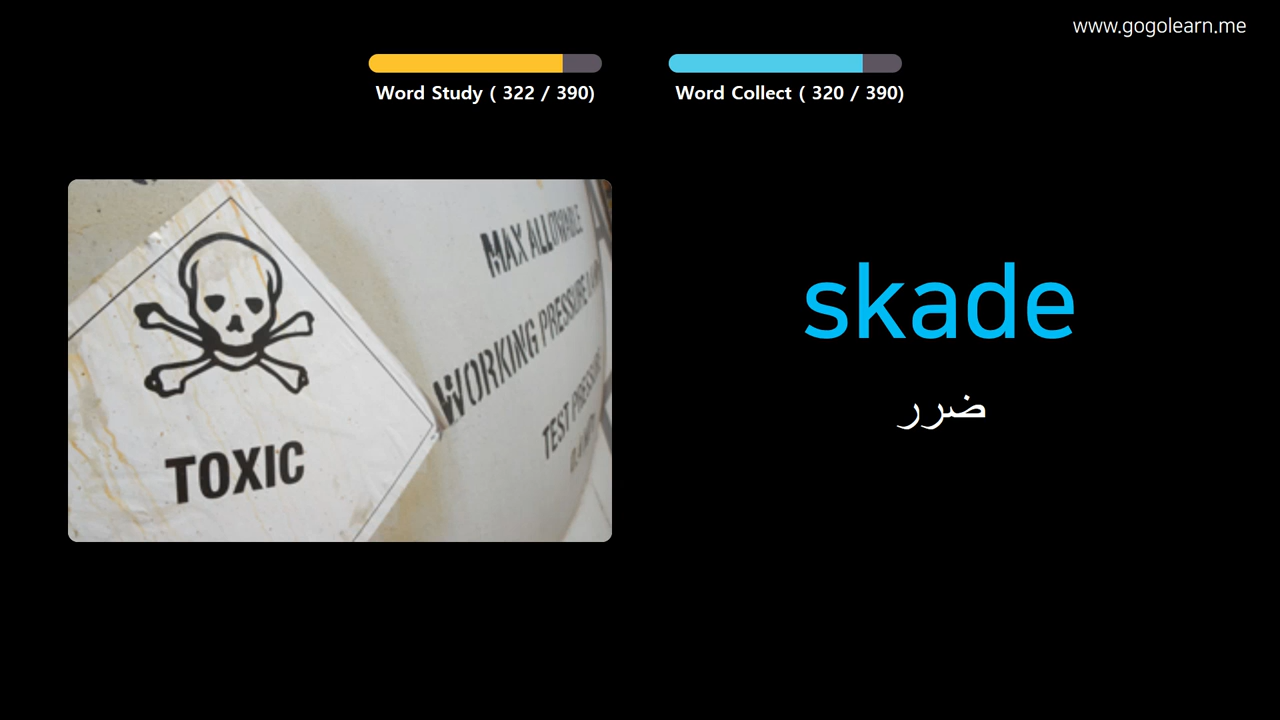 www.gogolearn.me
Word Study ( 322 / 390)
Word Collect ( 320 / 390)
TOXIC
MAX ALLOWABLE
WORKING PRESSURE
TEST PRESSURE
skade
ضرر